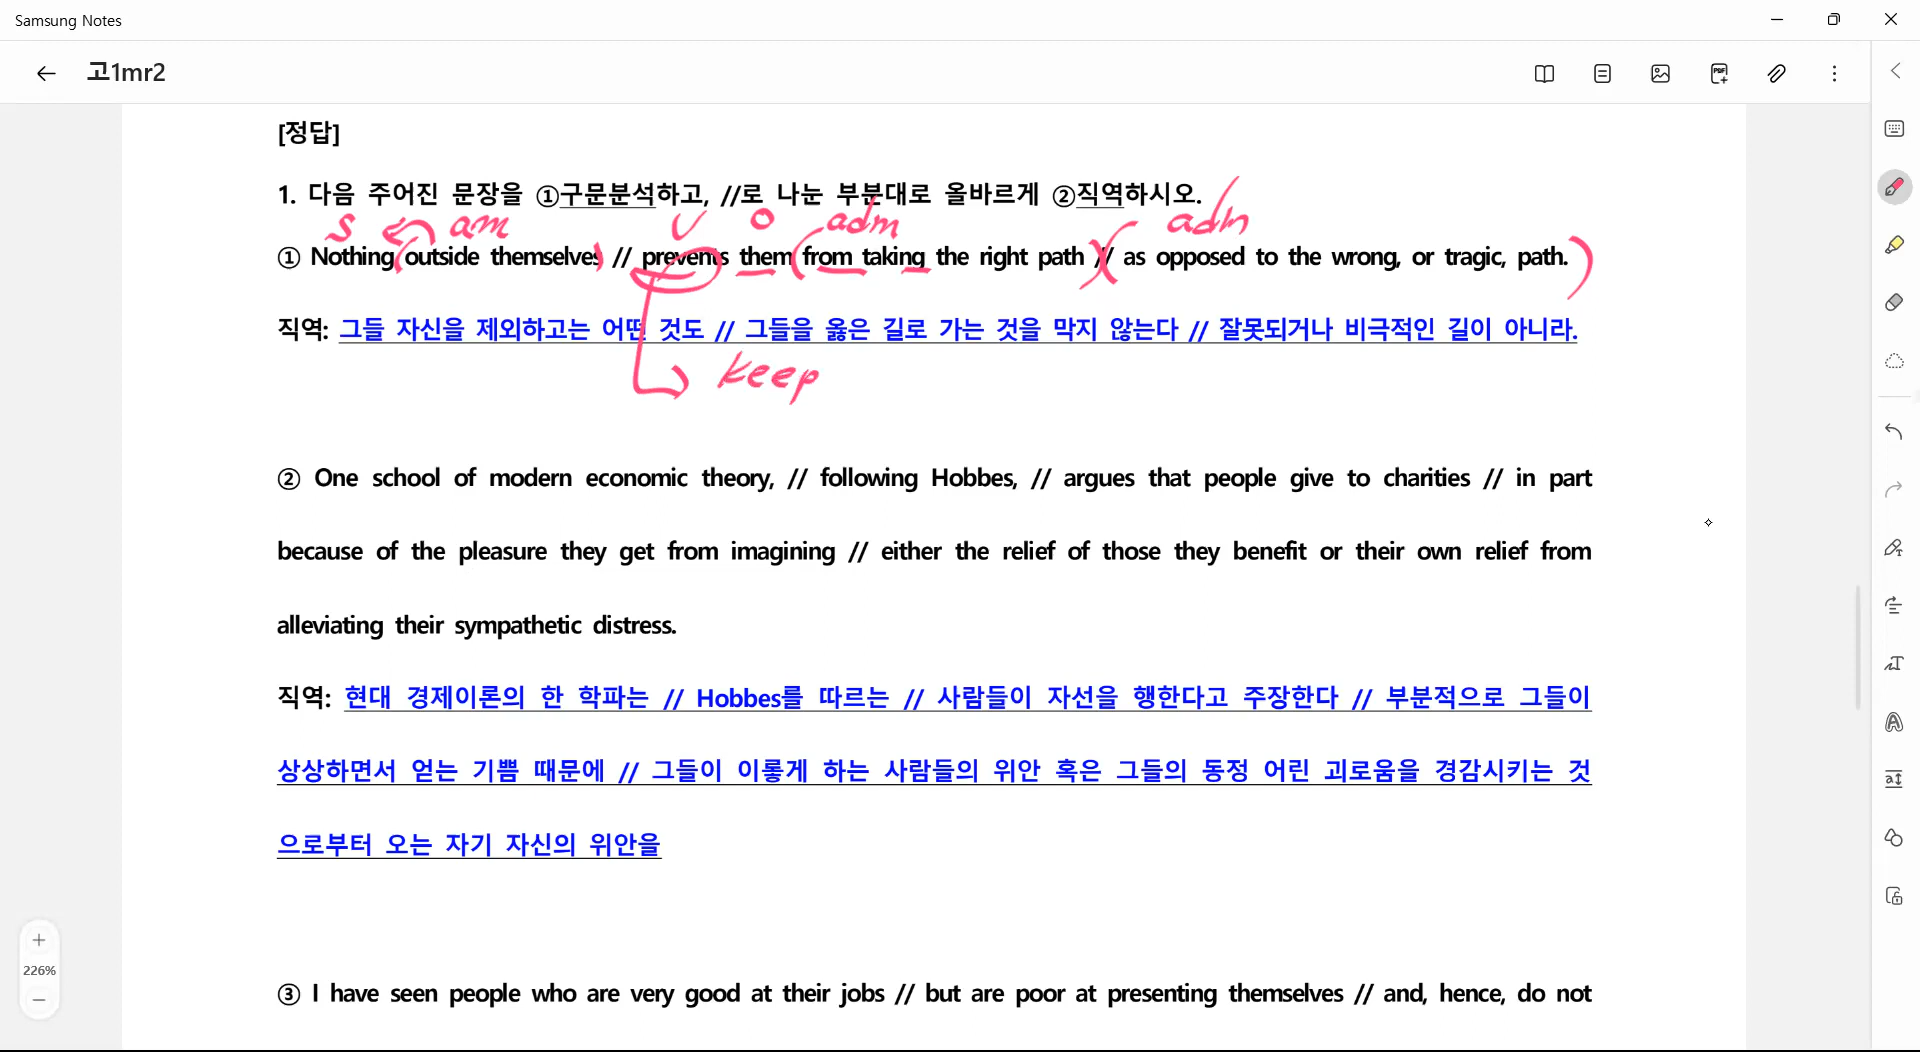 Samsung Notes
고1mr2
[정답]
1. 다음 주어진 문장을 ①구문분석하고, //로 나눈 부분대로 올바르게 ②직역하시오.
S am V O adm adm
① Nothing outside themselves // prevents them from taking the right path // as opposed to the wrong, or tragic, path.
직역: 그들 자신을 제외하고는 어떤 것도 // 그들을 옳은 길로 가는 것을 막지 않는다 // 잘못되거나 비극적인 길이 아니라.
keep
② One school of modern economic theory, // following Hobbes, // argues that people give to charities // in part
because of the pleasure they get from imagining // either the relief of those they benefit or their own relief from
alleviating their sympathetic distress.
직역: 현대 경제이론의 한 학파는 // Hobbes를 따르는 // 사람들이 자선을 행한다고 주장한다 // 부분적으로 그들이
상상하면서 얻는 기쁨 때문에 // 그들이 이롷게 하는 사람들의 위안 혹은 그들의 동정 어린 괴로움을 경감시키는 것
으로부터 오는 자기 자신의 위안을
226%
③ I have seen people who are very good at their jobs // but are poor at presenting themselves // and, hence, do not